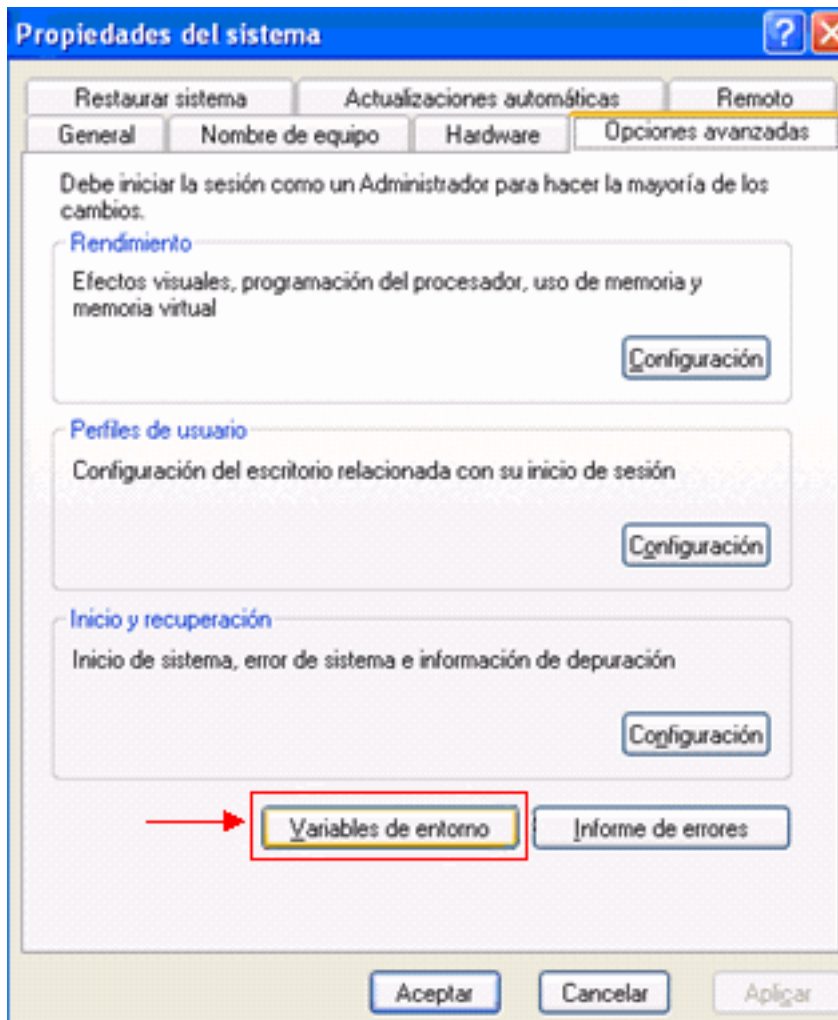 Propiedades del sistema
?
Restaurar sistema Actualizaciones automáticas Remoto
General Nombre de equipo Hardware Opciones avanzadas
Debe iniciar la sesión como un Administrador para hacer la mayoría de los
cambios.
Rendimiento
Efectos visuales, programación del procesador, uso de memoria y
memoria virtual
Configuración
Perfiles de usuario
Configuración del escritorio relacionada con su inicio de sesión
Configuración
Inicio y recuperación
Inicio de sistema, error de sistema e información de depuración
Configuración
Variables de entorno Informe de errores
Aceptar Cancelar Aplicar